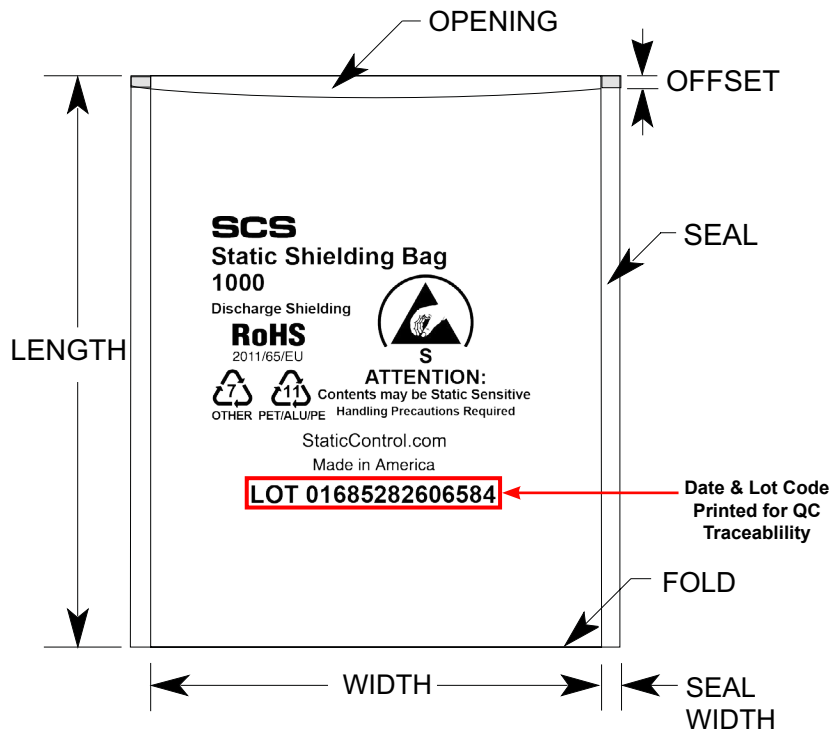 OPENING
OFFSET
SCS
Static Shielding Bag
1000
Discharge Shielding
RoHS
2011/65/EU
S
SEAL
LENGTH
ATTENTION:
Contents may be Static Sensitive
Handling Precautions Required
7
OTHER
11
PET/ALU/PE
StaticControl.com
Made in America
LOT 01685282606584
Date & Lot Code
Printed for QC
Traceablility
FOLD
WIDTH
SEAL
WIDTH